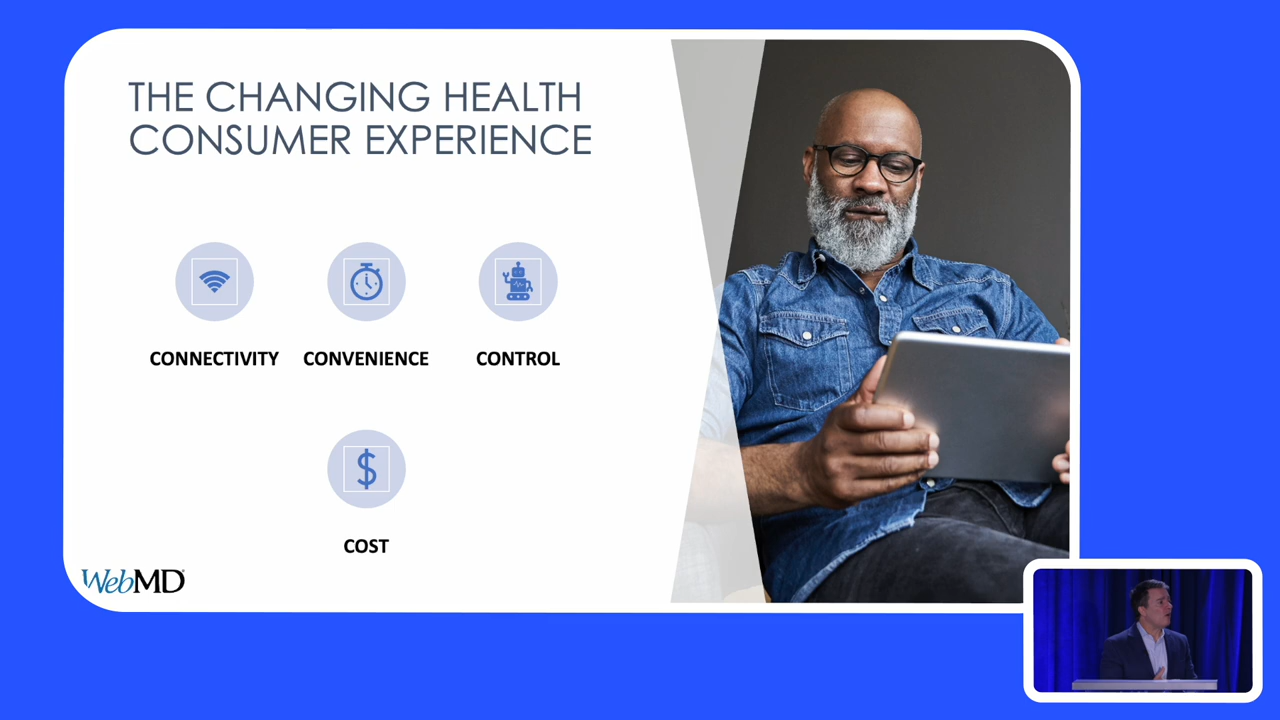 THE CHANGING HEALTH
CONSUMER EXPERIENCE
CONNECTIVITY
CONVENIENCE
CONTROL
$
COST
WebMD®